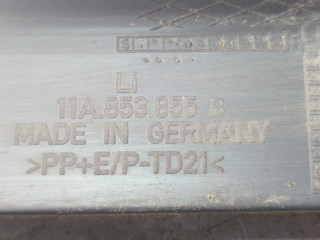 Li
11A.853.855
MADE IN GERMANY
>PP+E/P-TD21<